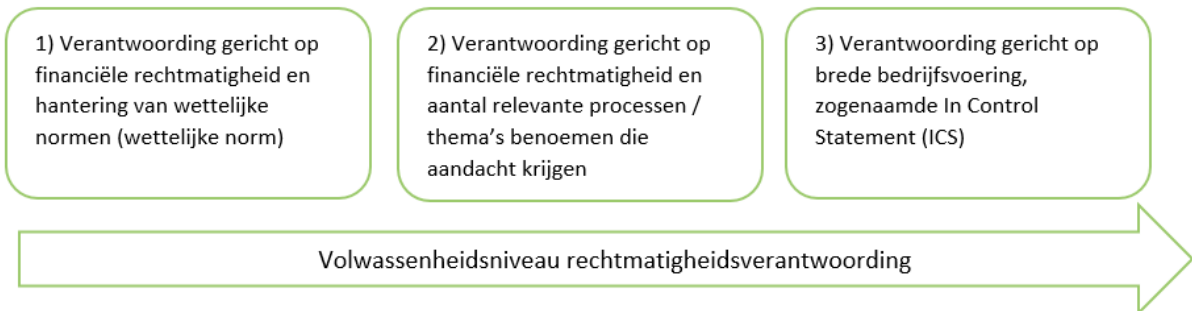 1) Verantwoording gericht op
financiële rechtmatigheid en
hantering van wettelijke
normen (wettelijke norm)
2) Verantwoording gericht op
financiële rechtmatigheid en
aantal relevante processen /
thema's benoemen die
aandacht krijgen
3) Verantwoording gericht op
brede bedrijfsvoering,
zogenaamde In Control
Statement (ICS)
Volwassenheidsniveau rechtmatigheidsverantwoording